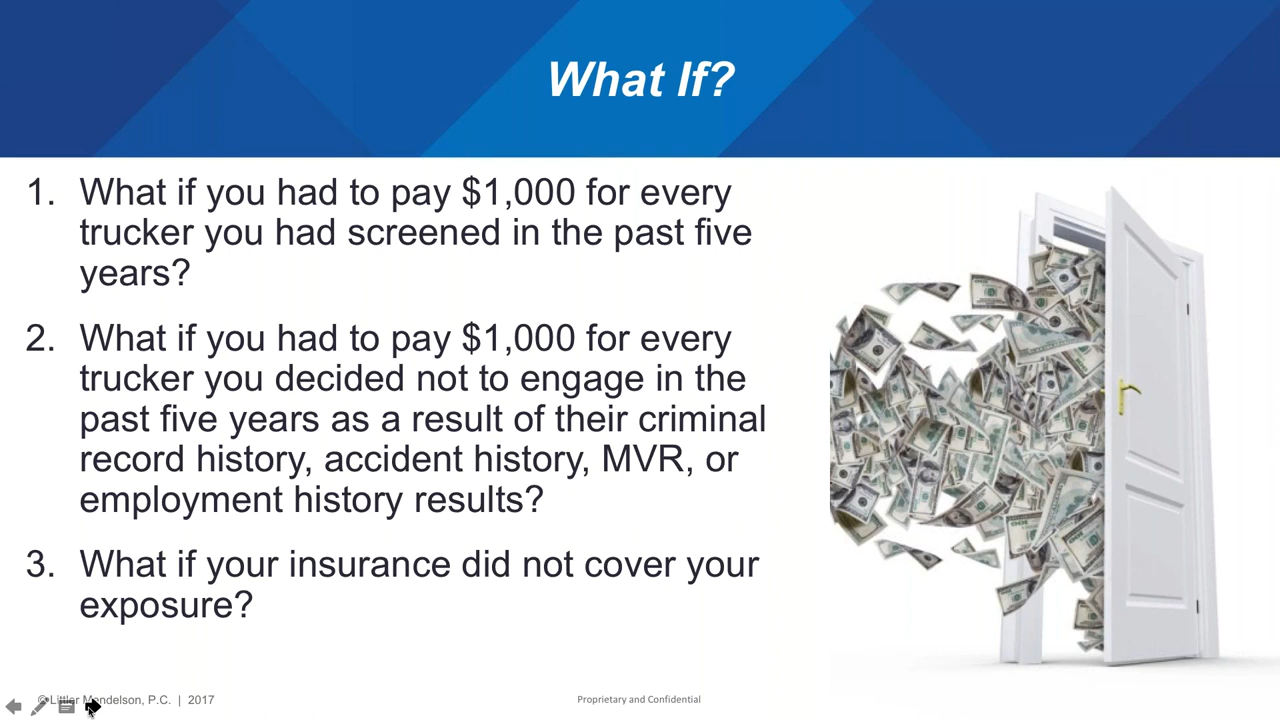 What If?
1. What if you had to pay $1,000 for every
trucker you had screened in the past five
years?
2. What if you had to pay $1,000 for every
trucker you decided not to engage in the
past five years as a result of their criminal
record history, accident history, MVR, or
employment history results?
3. What if your insurance did not cover your
exposure?
© Littler Mendelson, P.C. | 2017
Proprietary and Confidential